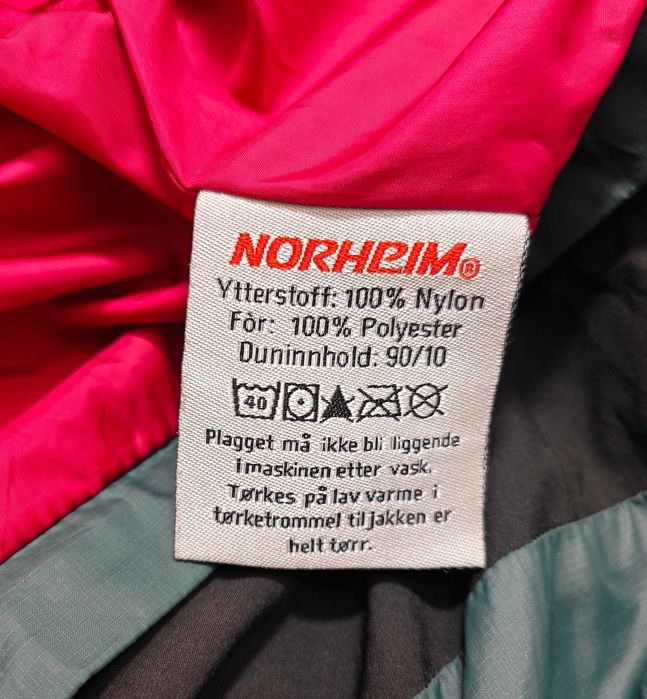 NORHEIM®
Ytterstoff: 100% Nylon
Fòr: 100% Polyester
Duninnhold: 90/10
40
Plagget må ikke bli liggende
i maskinen etter vask.
Tørkes på lav varme i
tørketrommel til jakken er
helt tørr.